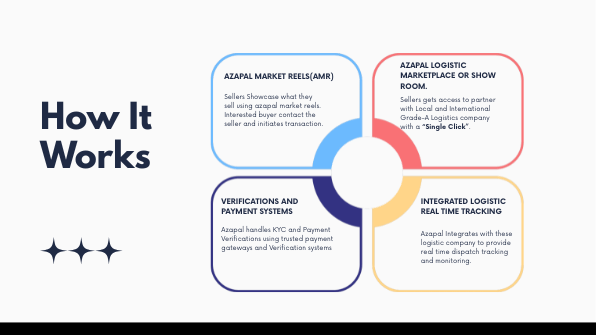 How It
Works
AZAPAL MARKET REELS(AMR)
Sellers Showcase what they
sell using azapal market reels.
Interested buyer contact the
seller and initiates transaction.
AZAPAL LOGISTIC
MARKETPLACE OR SHOW
ROOM.
Sellers gets access to partner
with Local and International
Grade-A Logistics company
with a “Single Click”.
VERIFICATIONS AND
PAYMENT SYSTEMS
Azapal handles KYC and Payment
Verifications using trusted payment
gateways and Verification systems
INTEGRATED LOGISTIC
REAL TIME TRACKING
Azapal Integrates with these
logistic company to provide
real time dispatch tracking
and monitoring.